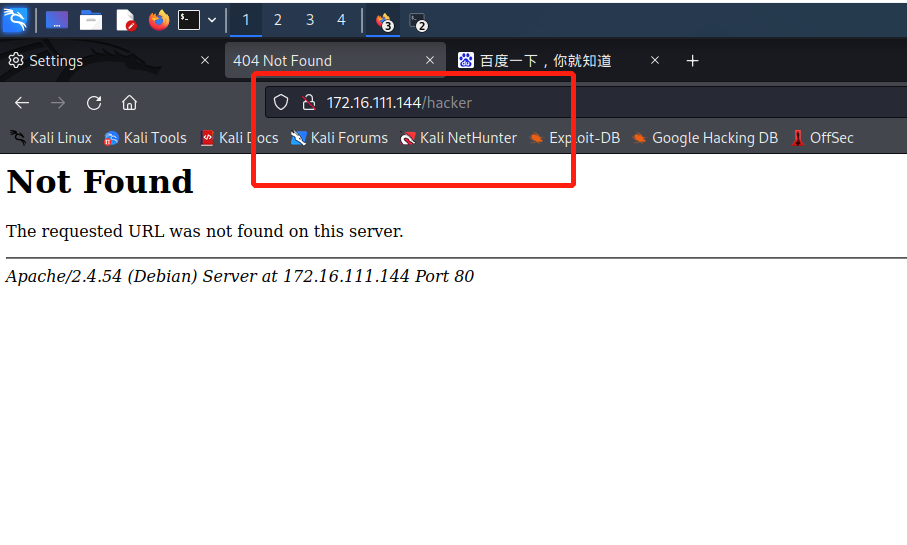 1 2 3 4 3 2
Settings 404 Not Found 百度一下，你就知道
172.16.111.144/hacker
Kali Linux Kali Tools Kali Docs Kali Forums Kali NetHunter Exploit-DB Google Hacking DB OffSec
Not Found
The requested URL was not found on this server.
Apache/2.4.54 (Debian) Server at 172.16.111.144 Port 80